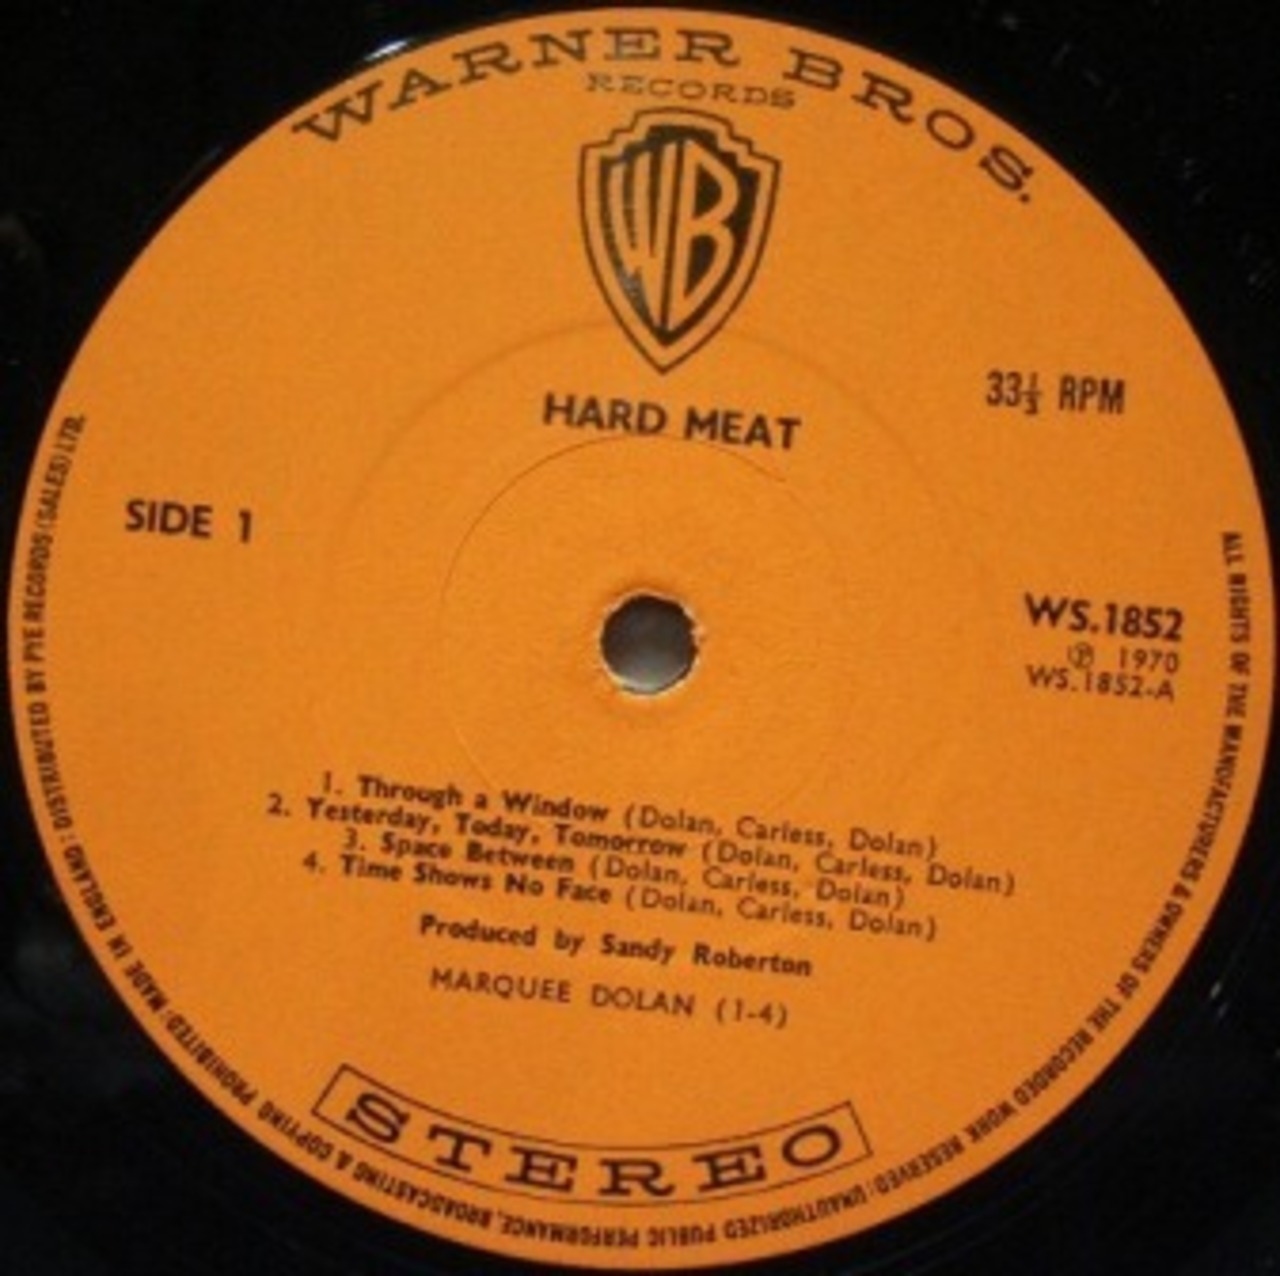 WARNER BROS.
RECORDS
WB
HARD MEAT
33⅓ RPM
SIDE 1
WS.1852
℗ 1970
WS.1852-A
1. Through a Window (Dolan, Carless, Dolan)
2. Yesterday, Today, Tomorrow (Dolan, Carless, Dolan)
3. Space Between (Dolan, Carless, Dolan)
4. Time Shows No Face (Dolan, Carless, Dolan)
Produced by Sandy Roberton
MARQUEE DOLAN (1-4)
STEREO
ALL RIGHTS OF THE MANUFACTURERS & OWNERS OF THE RECORDED WORK RESERVED: UNAUTHORIZED PUBLIC PERFORMANCE, BROADCASTING & COPYING PROHIBITED: MADE IN ENGLAND: DISTRIBUTED BY PYE RECORDS (SALES) LTD.